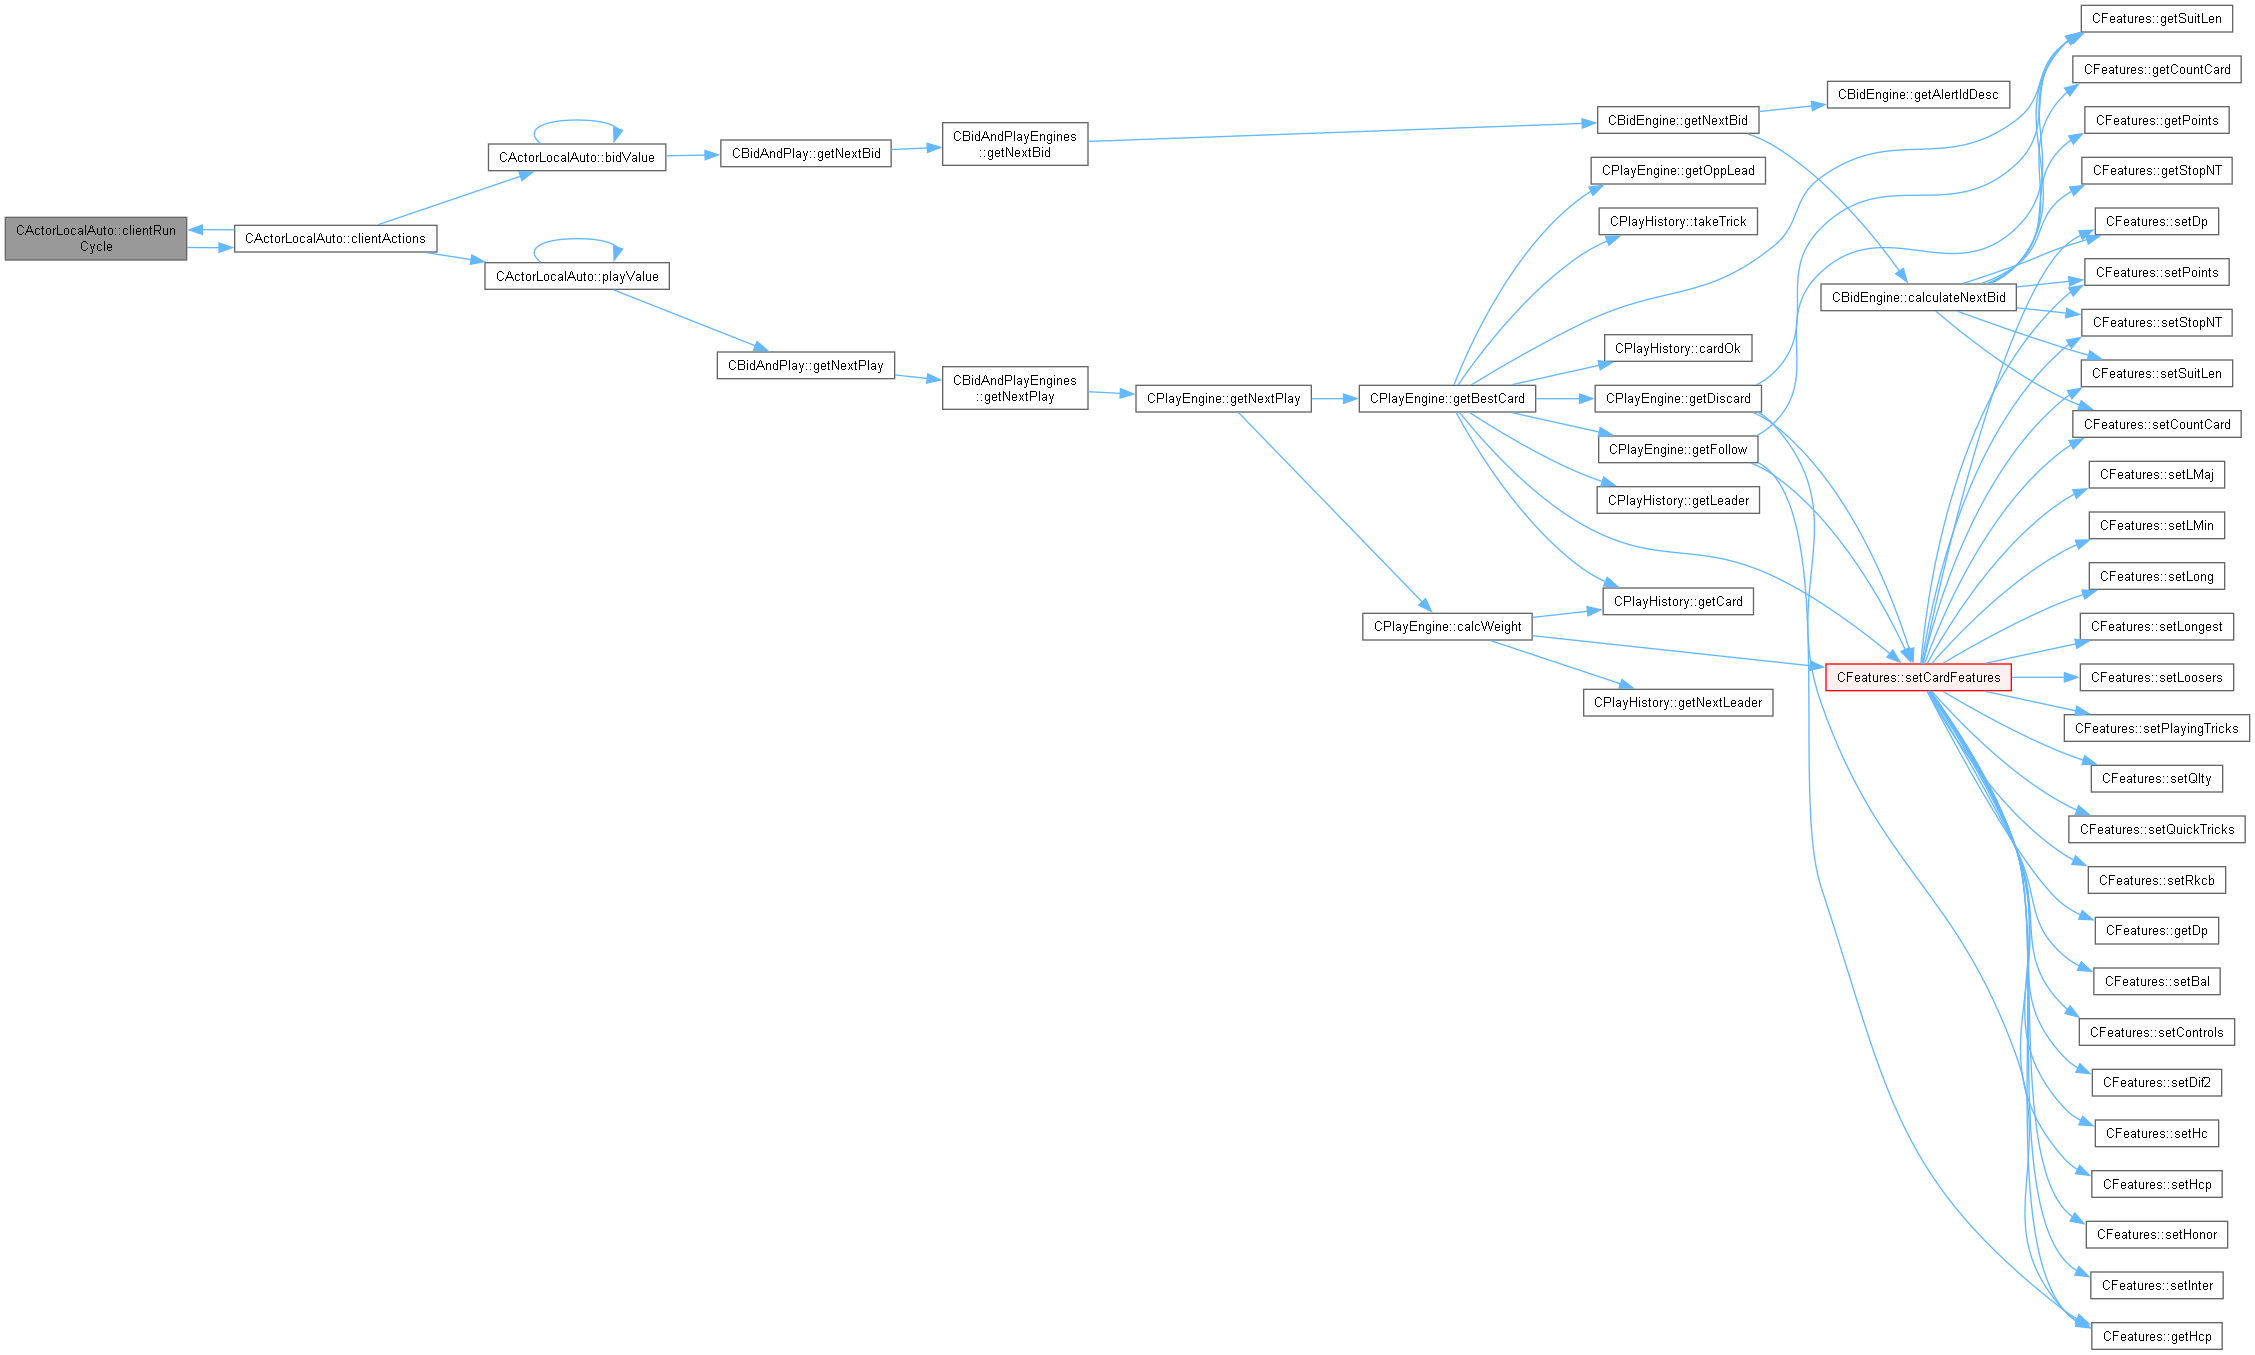 CActorLocalAuto::clientRun
Cycle
CActorLocalAuto::clientActions
CActorLocalAuto::bidValue
CActorLocalAuto::playValue
CBidAndPlay::getNextBid
CBidAndPlay::getNextPlay
CBidAndPlayEngines
::getNextBid
CBidAndPlayEngines
::getNextPlay
CPlayEngine::getNextPlay
CPlayEngine::getBestCard
CPlayEngine::calcWeight
CBidEngine::getNextBid
CPlayEngine::getOppLead
CPlayHistory::takeTrick
CPlayHistory::cardOk
CPlayEngine::getDiscard
CPlayEngine::getFollow
CPlayHistory::getLeader
CPlayHistory::getCard
CPlayHistory::getNextLeader
CBidEngine::getAlertIdDesc
CBidEngine::calculateNextBid
CFeatures::setCardFeatures
CFeatures::getSuitLen
CFeatures::getCountCard
CFeatures::getPoints
CFeatures::getStopNT
CFeatures::setDp
CFeatures::setPoints
CFeatures::setStopNT
CFeatures::setSuitLen
CFeatures::setCountCard
CFeatures::setLMaj
CFeatures::setLMin
CFeatures::setLong
CFeatures::setLongest
CFeatures::setLoosers
CFeatures::setPlayingTricks
CFeatures::setQlty
CFeatures::setQuickTricks
CFeatures::setRkcb
CFeatures::getDp
CFeatures::setBal
CFeatures::setControls
CFeatures::setDif2
CFeatures::setHc
CFeatures::setHcp
CFeatures::setHonor
CFeatures::setInter
CFeatures::getHcp